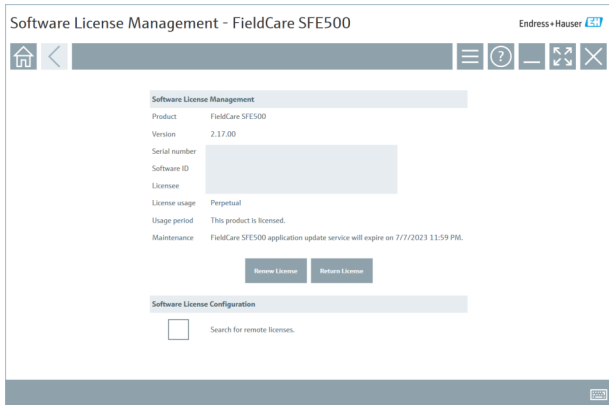 Software License Management - FieldCare SFE500
Endress+Hauser EH
Software License Management
Product FieldCare SFE500
Version 2.17.00
Serial number
Software ID
Licensee
License usage Perpetual
Usage period This product is licensed.
Maintenance FieldCare SFE500 application update service will expire on 7/7/2023 11:59 PM.
Renew License Return License
Software License Configuration
Search for remote licenses.